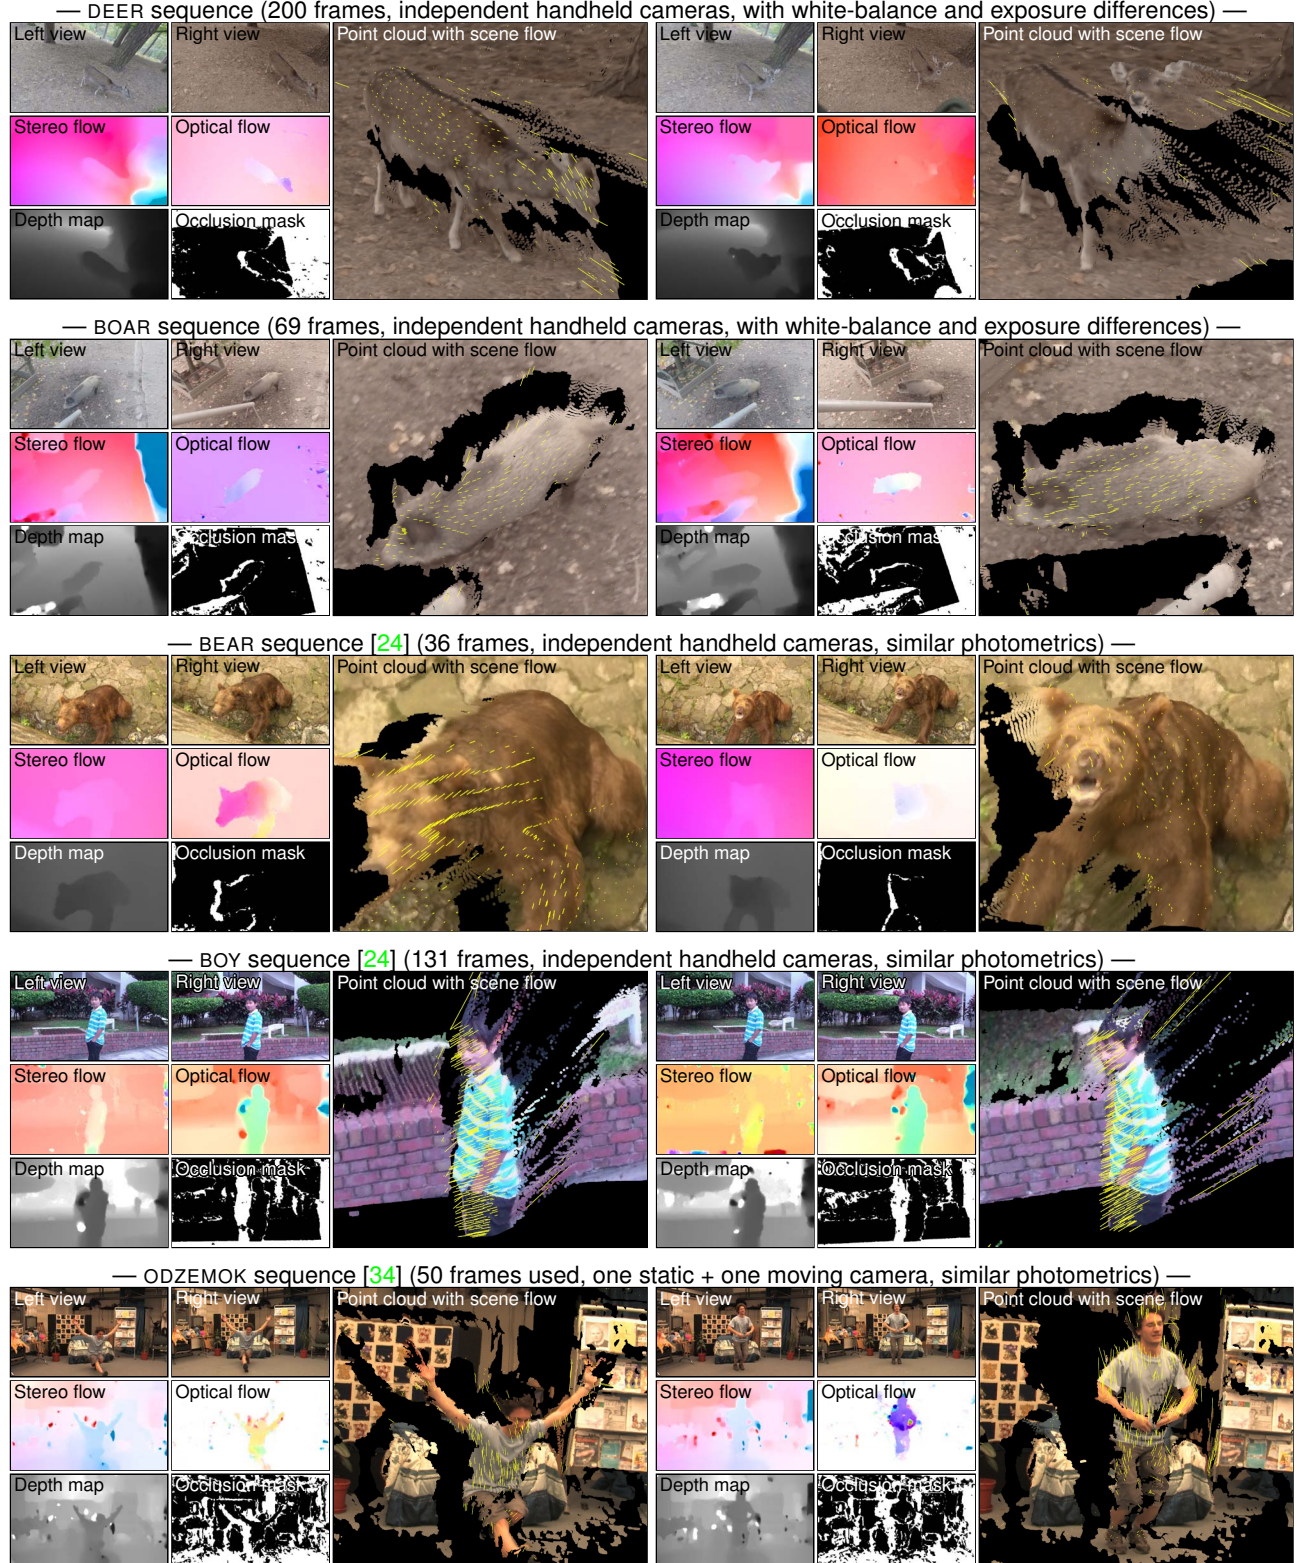 — DEER sequence (200 frames, independent handheld cameras, with white-balance and exposure differences) —
Left view Right view Point cloud with scene flow Left view Right view Point cloud with scene flow
Stereo flow Optical flow Stereo flow Optical flow
Depth map Occlusion mask Depth map Occlusion mask
— BOAR sequence (69 frames, independent handheld cameras, with white-balance and exposure differences) —
Left view Right view Point cloud with scene flow Left view Right view Point cloud with scene flow
Stereo flow Optical flow Stereo flow Optical flow
Depth map Occlusion mask Depth map Occlusion mask
— BEAR sequence [24] (36 frames, independent handheld cameras, similar photometrics) —
Left view Right view Point cloud with scene flow Left view Right view Point cloud with scene flow
Stereo flow Optical flow Stereo flow Optical flow
Depth map Occlusion mask Depth map Occlusion mask
— BOY sequence [24] (131 frames, independent handheld cameras, similar photometrics) —
Left view Right view Point cloud with scene flow Left view Right view Point cloud with scene flow
Stereo flow Optical flow Stereo flow Optical flow
Depth map Occlusion mask Depth map Occlusion mask
— ODZEMOK sequence [34] (50 frames used, one static + one moving camera, similar photometrics) —
Left view Right view Point cloud with scene flow Left view Right view Point cloud with scene flow
Stereo flow Optical flow Stereo flow Optical flow
Depth map Occlusion mask Depth map Occlusion mask